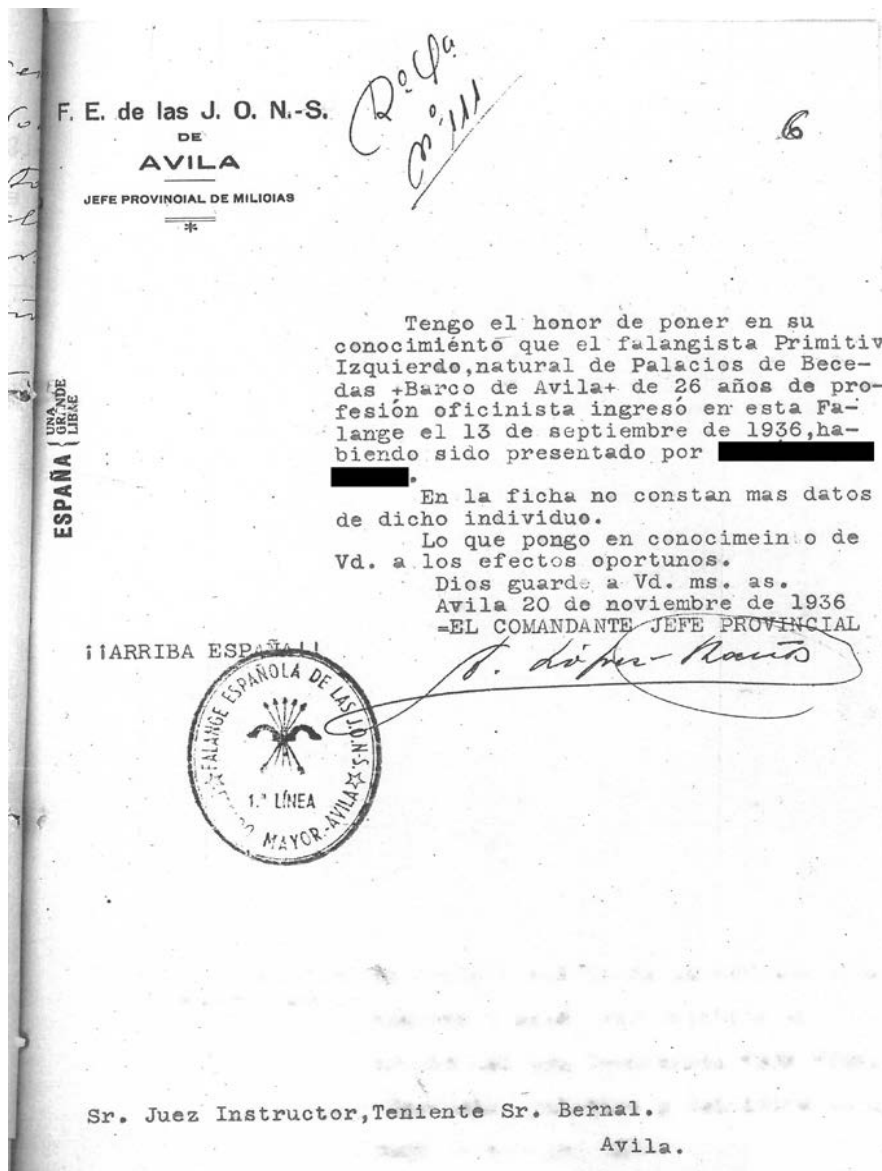 F. E. de las J. O. N.-S.
DE
AVILA
JEFE PROVINCIAL DE MILICIAS
nº 111
6
Tengo el honor de poner en su
conocimiénto que el falangista Primitiv
Izquierdo,natural de Palacios de Bece-
das +Barco de Avila+ de 26 años de pro-
fesión oficinista ingresó en esta Fa-
lange el 13 de septiembre de 1936,ha-
biendo sido presentado por
.
En la ficha no constan mas datos
de dicho individuo.
Lo que pongo en conocimein o de
Vd. a los efectos oportunos.
Dios guarde a Vd. ms. as.
Avila 20 de noviembre de 1936
=EL COMANDANTE JEFE PROVINCIAL
¡¡ARRIBA ESPAÑA!!
ESPAÑA { UNA
GRANDE
LIBRE
FALANGE ESPAÑOLA DE LAS J.O.N-S.
1.ª LÍNEA
MAYOR.-AVILA
Sr. Juez Instructor,Teniente Sr. Bernal.
Avila.